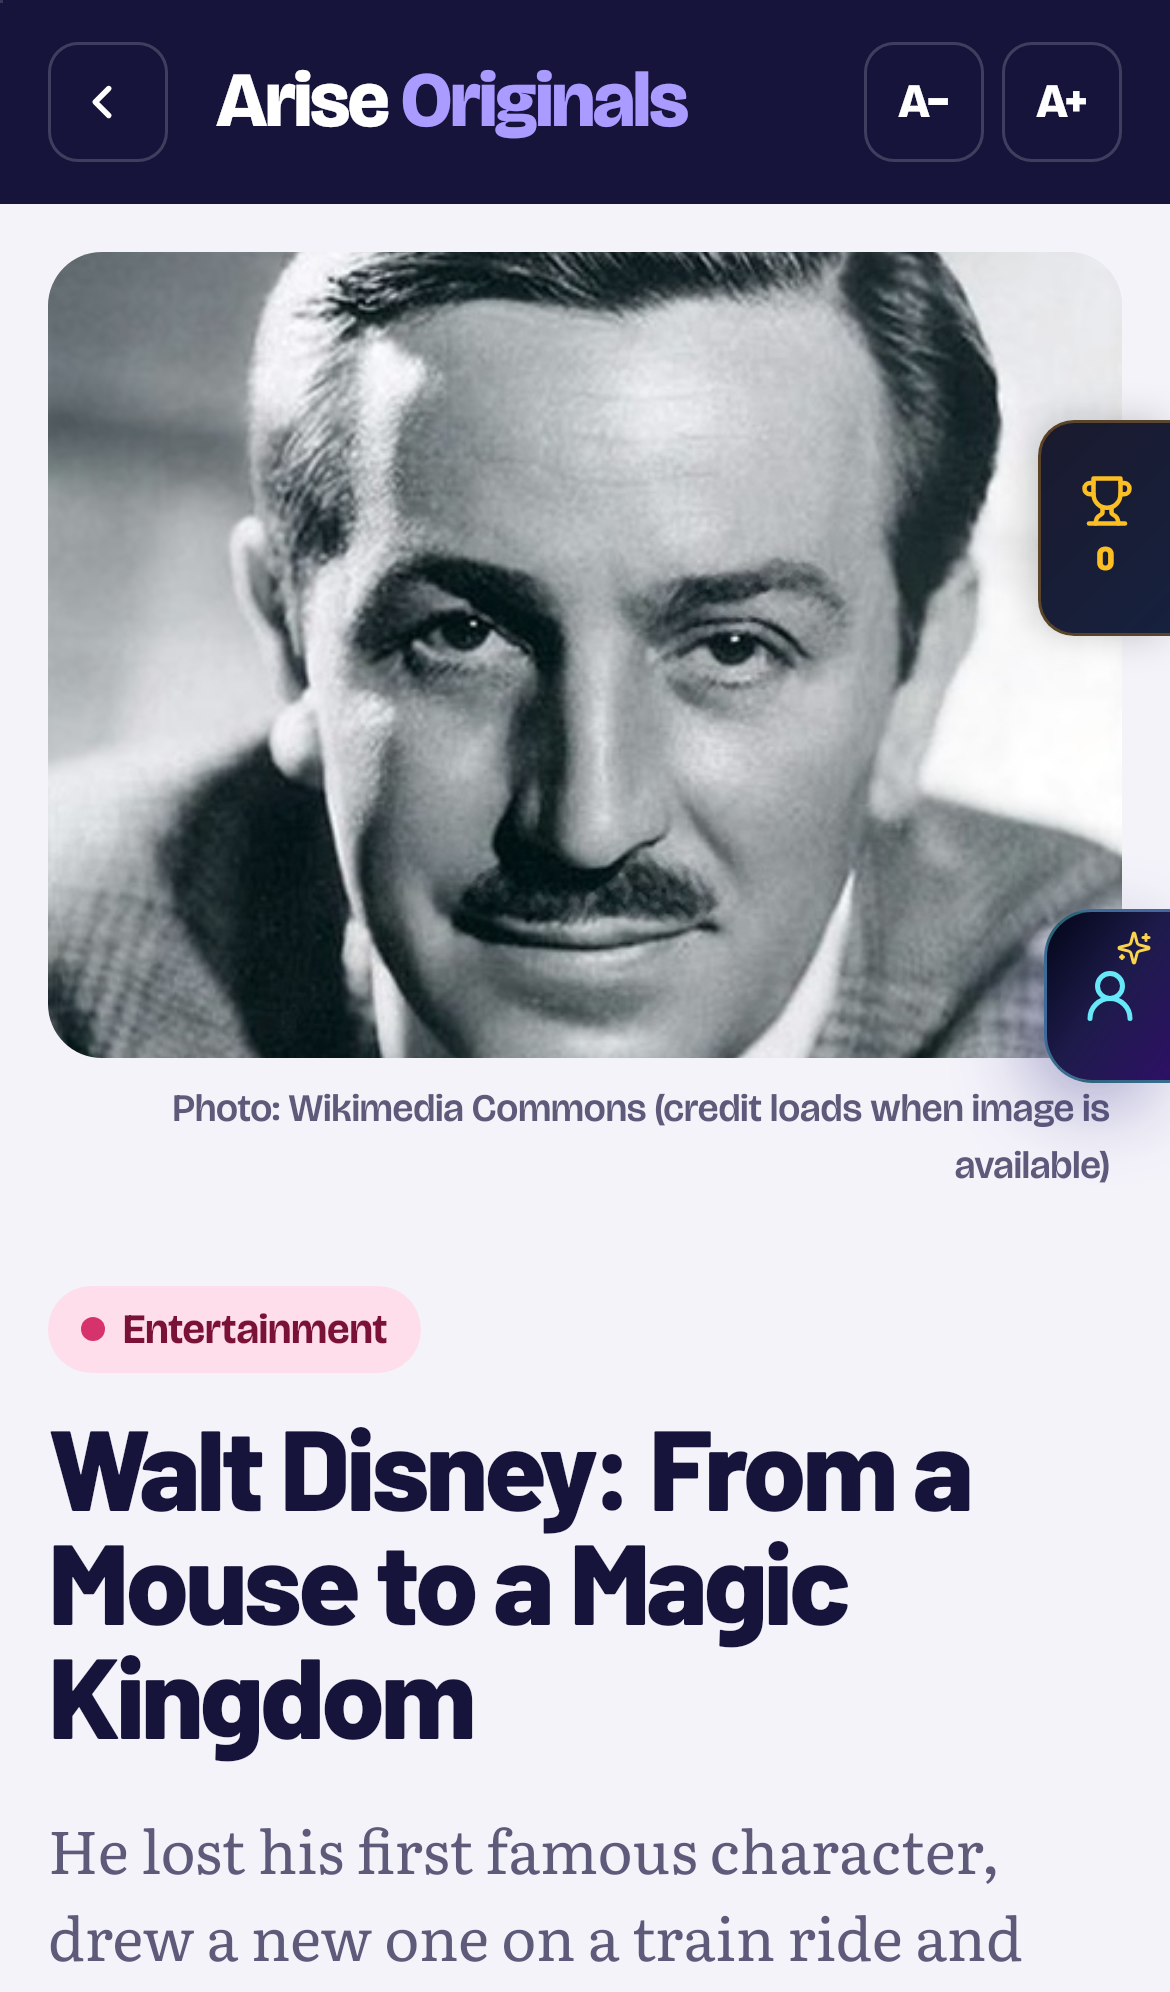 Arise Originals
A-
A+
0
Photo: Wikimedia Commons (credit loads when image is
available)
Entertainment
Walt Disney: From a
Mouse to a Magic
Kingdom
He lost his first famous character,
drew a new one on a train ride and